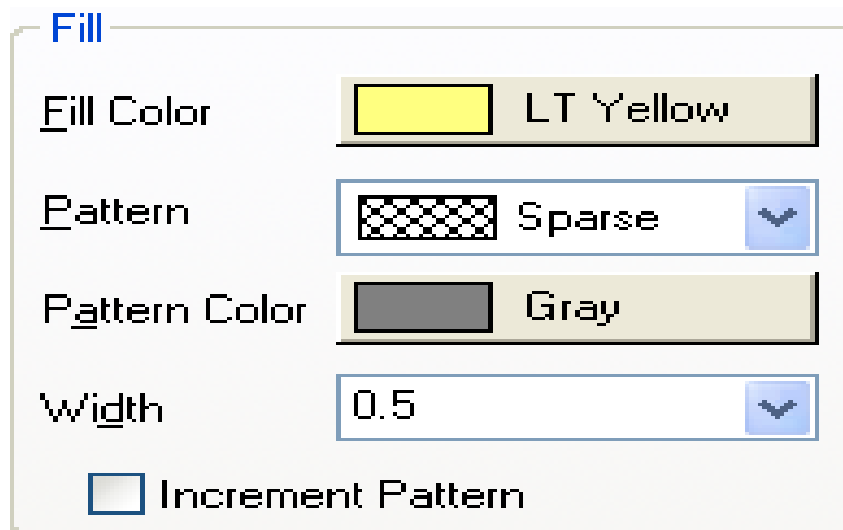 Fill
Fill Color LT Yellow
Pattern Sparse
Pattern Color Gray
Width 0.5
Increment Pattern